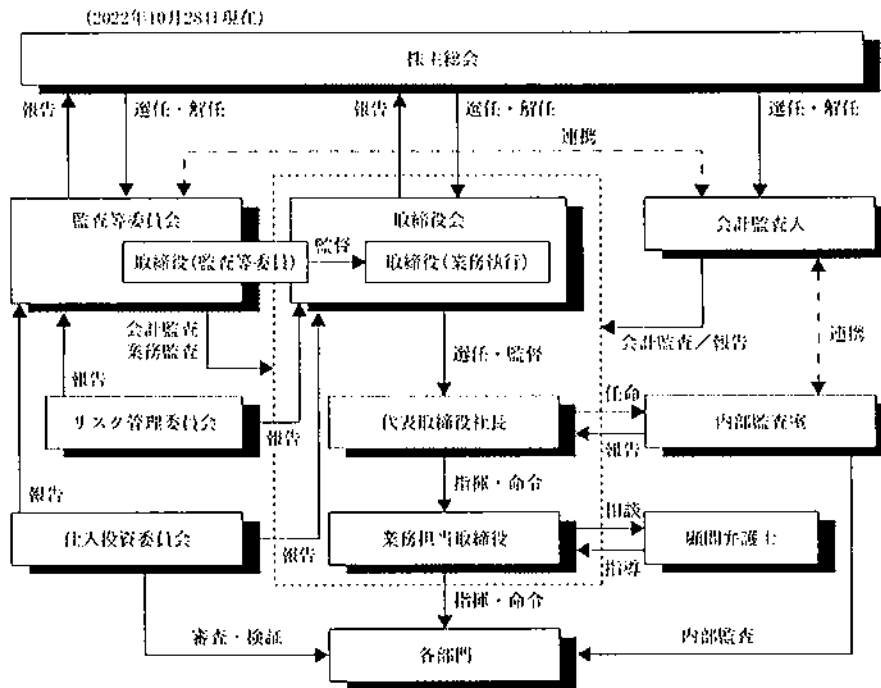 (2022年10月28日現在)
株主総会
報告
選任・解任
報告
選任・解任
選任・解任
連携
監査等委員会
取締役会
会計監査人
取締役(監査等委員)
監督
取締役(業務執行)
会計監査
業務監査
選任・監督
会計監査/報告
連携
報告
リスク管理委員会
報告
代表取締役社長
任命
報告
内部監査室
報告
指揮・命令
仕入投資委員会
報告
業務担当取締役
相談
指導
顧問弁護士
指揮・命令
審査・検証
各部門
内部監査